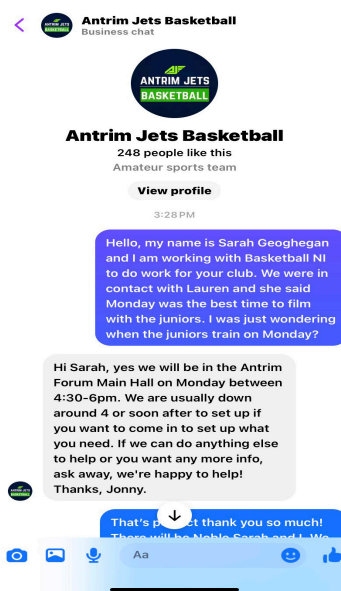 Antrim Jets Basketball
Business chat
ANTRIM JETS
BASKETBALL
Antrim Jets Basketball
248 people like this
Amateur sports team
View profile
3:28 PM
Hello, my name is Sarah Geoghegan
and I am working with Basketball NI
to do work for your club. We were in
contact with Lauren and she said
Monday was the best time to film
with the juniors. I was just wondering
when the juniors train on Monday?
Hi Sarah, yes we will be in the Antrim
Forum Main Hall on Monday between
4:30-6pm. We are usually down
around 4 or soon after to set up if
you want to come in to set up what
you need. If we can do anything else
to help or you want any more info,
ask away, we're happy to help!
Thanks, Jonny.
That's thank you so much!
Aa